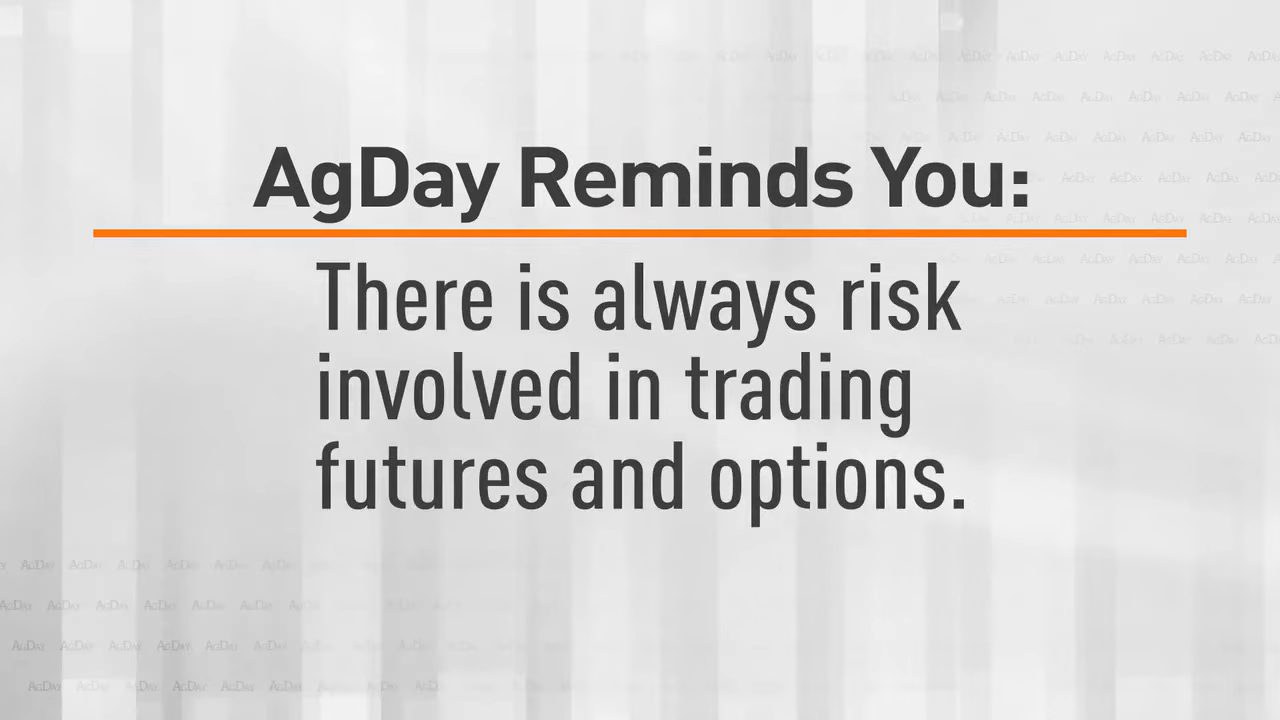 AgDay Reminds You:
There is always risk
involved in trading
futures and options.